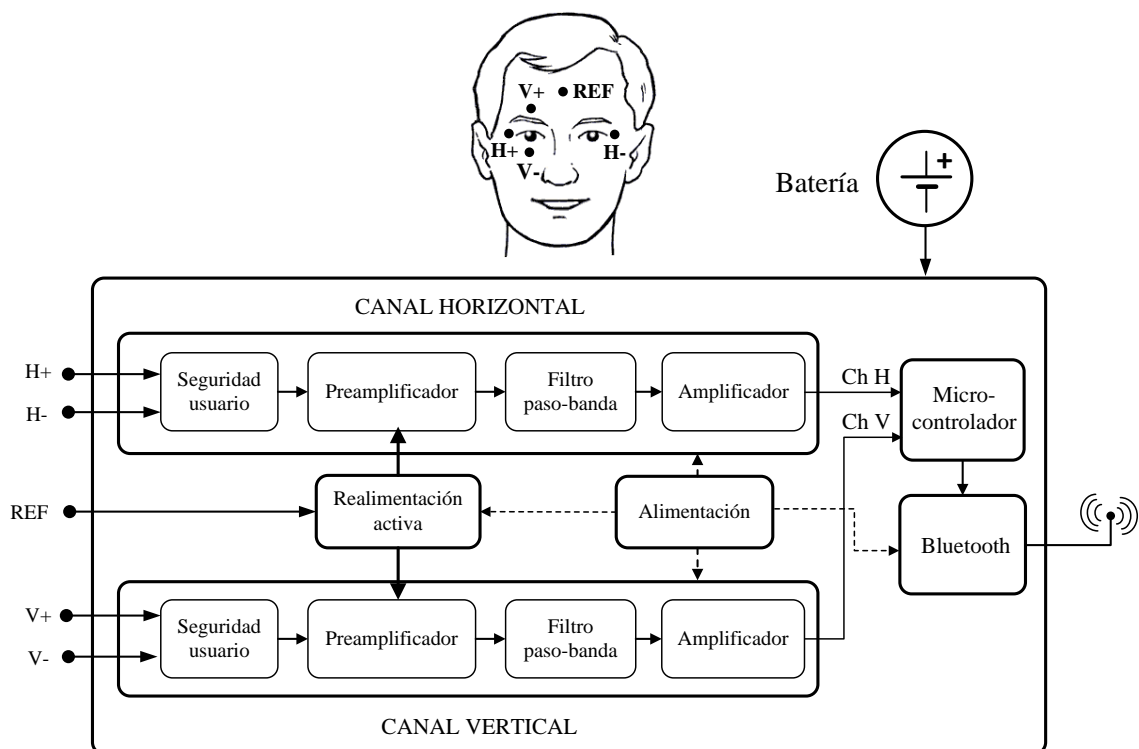 V+
REF
H+
H-
V-
+
Batería
CANAL HORIZONTAL
H+
H-
Seguridad
usuario
Preamplificador
Filtro
paso-banda
Amplificador
Ch H
Ch V
Micro-
controlador
REF
Realimentación
activa
Alimentación
Bluetooth
V+
V-
Seguridad
usuario
Preamplificador
Filtro
paso-banda
Amplificador
CANAL VERTICAL